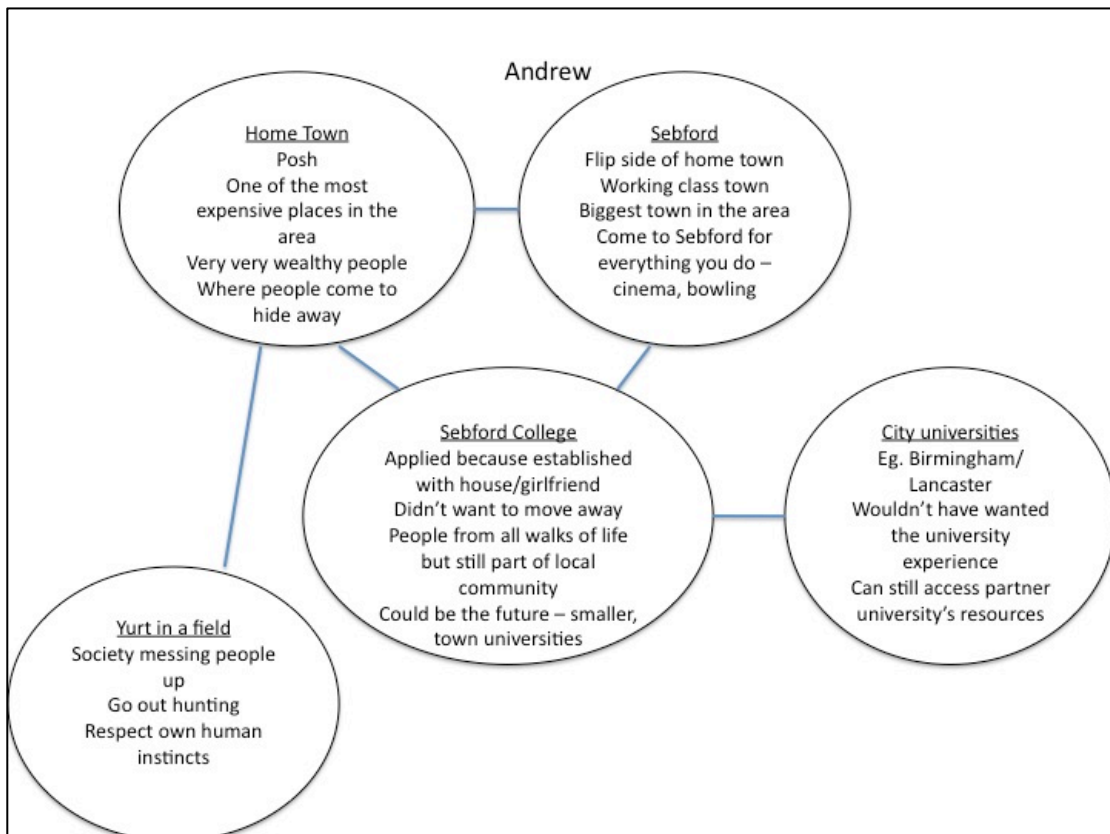 Andrew
Home Town
Posh
One of the most
expensive places in the
area
Very very wealthy people
Where people come to
hide away
Sebford
Flip side of home town
Working class town
Biggest town in the area
Come to Sebford for
everything you do –
cinema, bowling
Sebford College
Applied because established
with house/girlfriend
Didn't want to move away
People from all walks of life
but still part of local
community
Could be the future – smaller,
town universities
City universities
Eg. Birmingham/
Lancaster
Wouldn't have wanted
the university
experience
Can still access partner
university's resources
Yurt in a field
Society messing people
up
Go out hunting
Respect own human
instincts